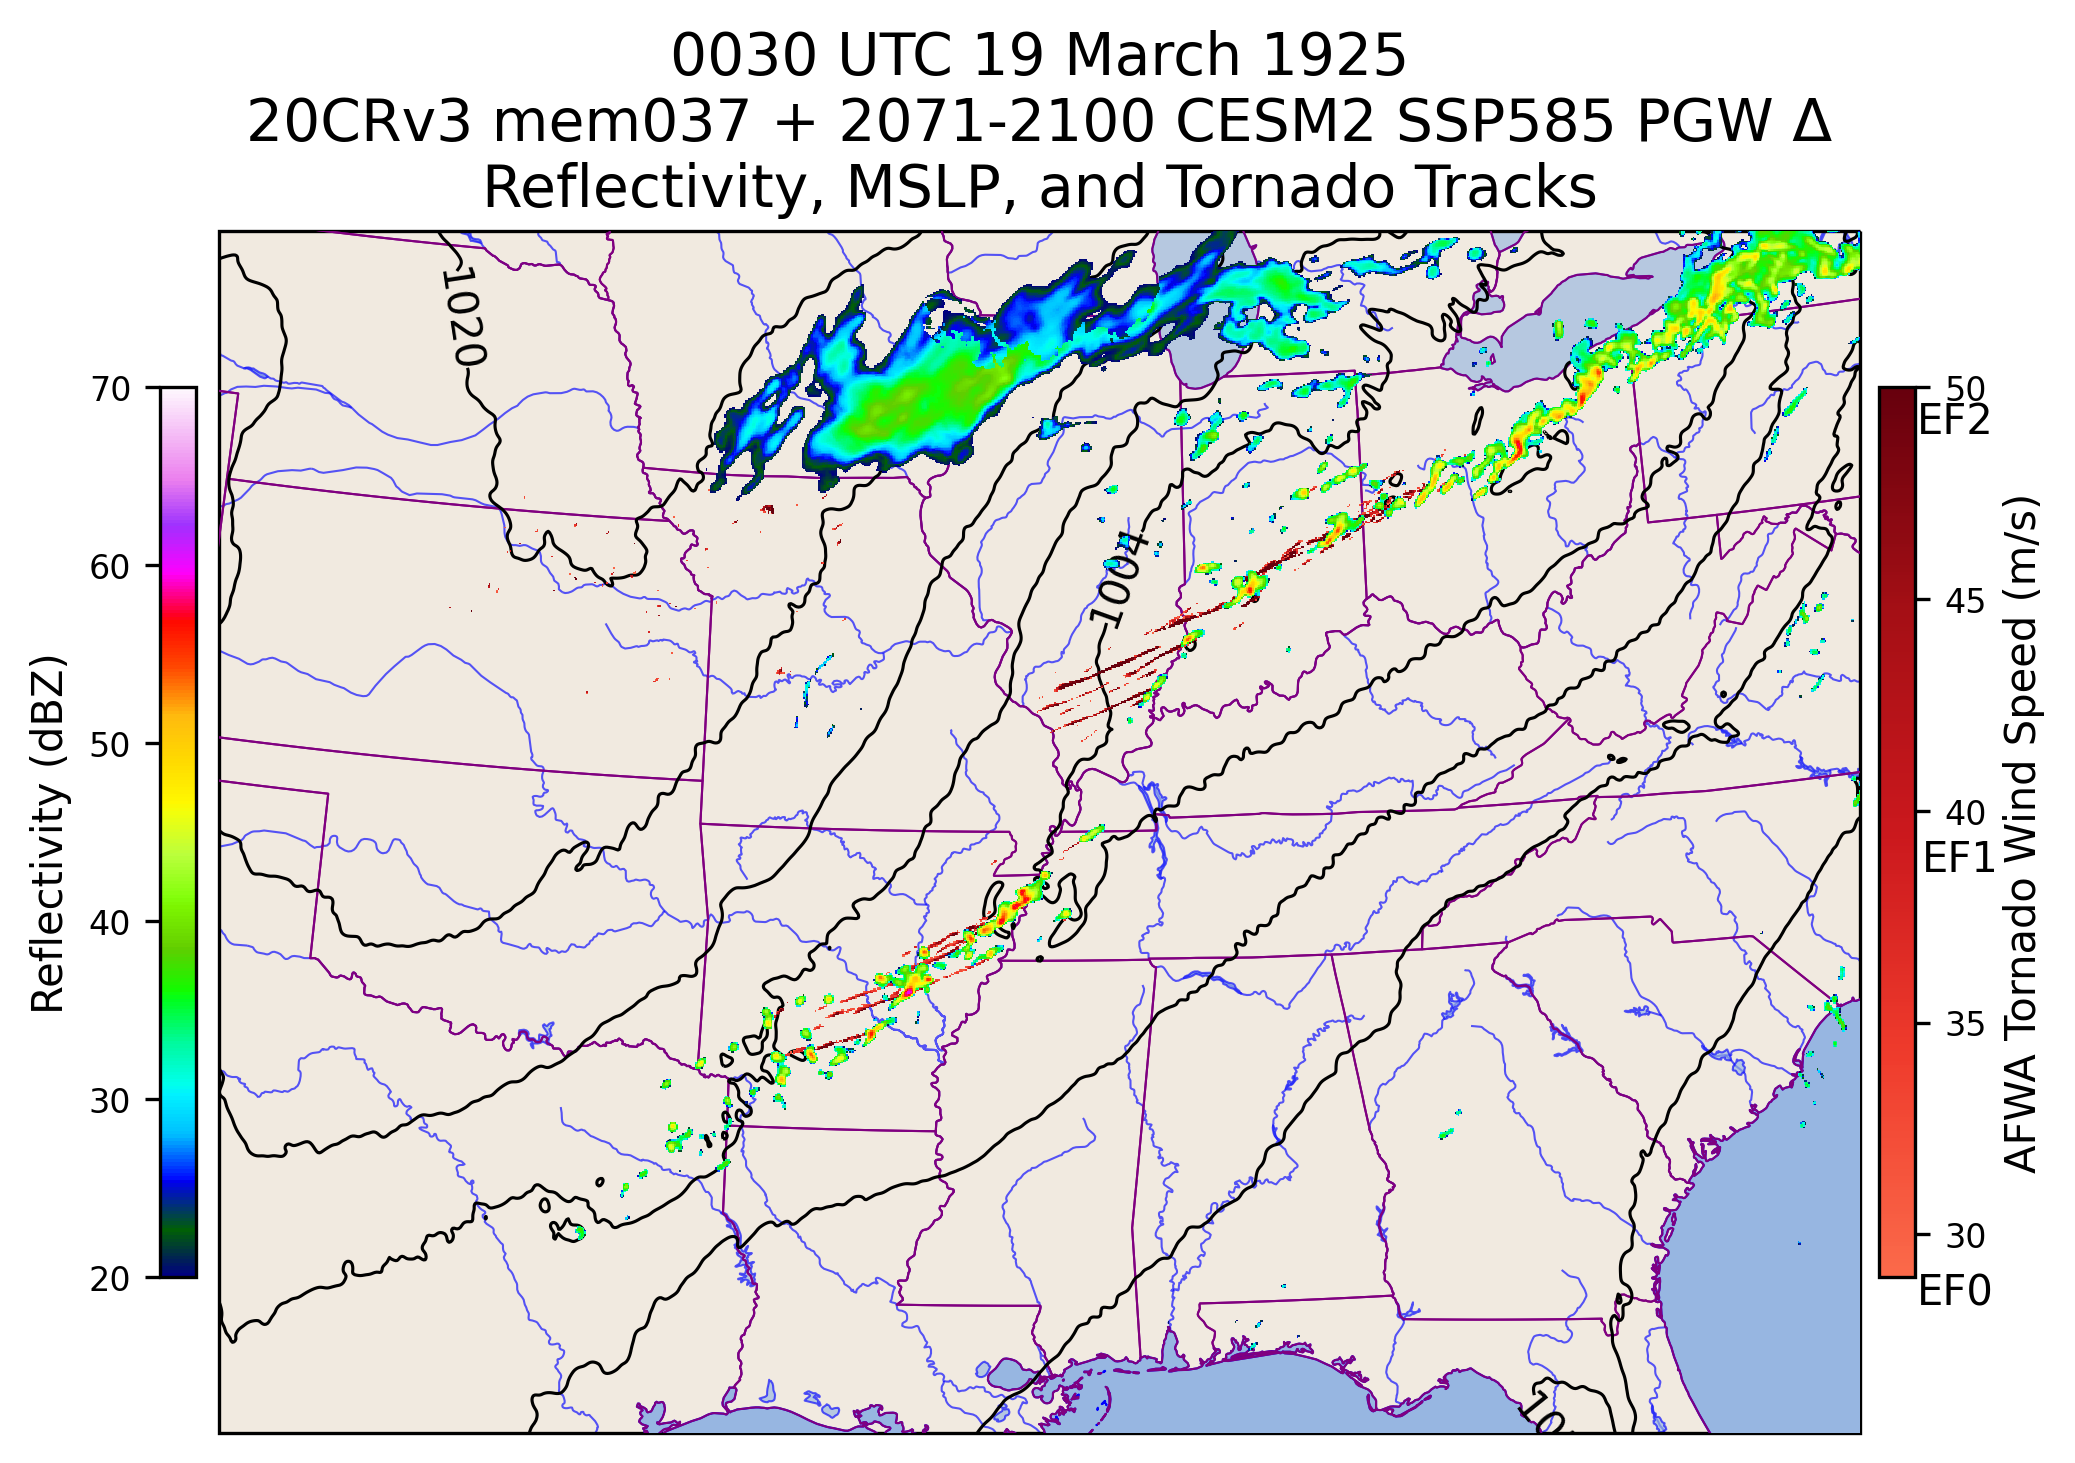 0030 UTC 19 March 1925
20CRv3 mem037 + 2071-2100 CESM2 SSP585 PGW Δ
Reflectivity, MSLP, and Tornado Tracks
1020
1004
10
70
60
50
40
30
20
Reflectivity (dBZ)
50
EF2
45
40
EF1
35
30
EF0
AFWA Tornado Wind Speed (m/s)